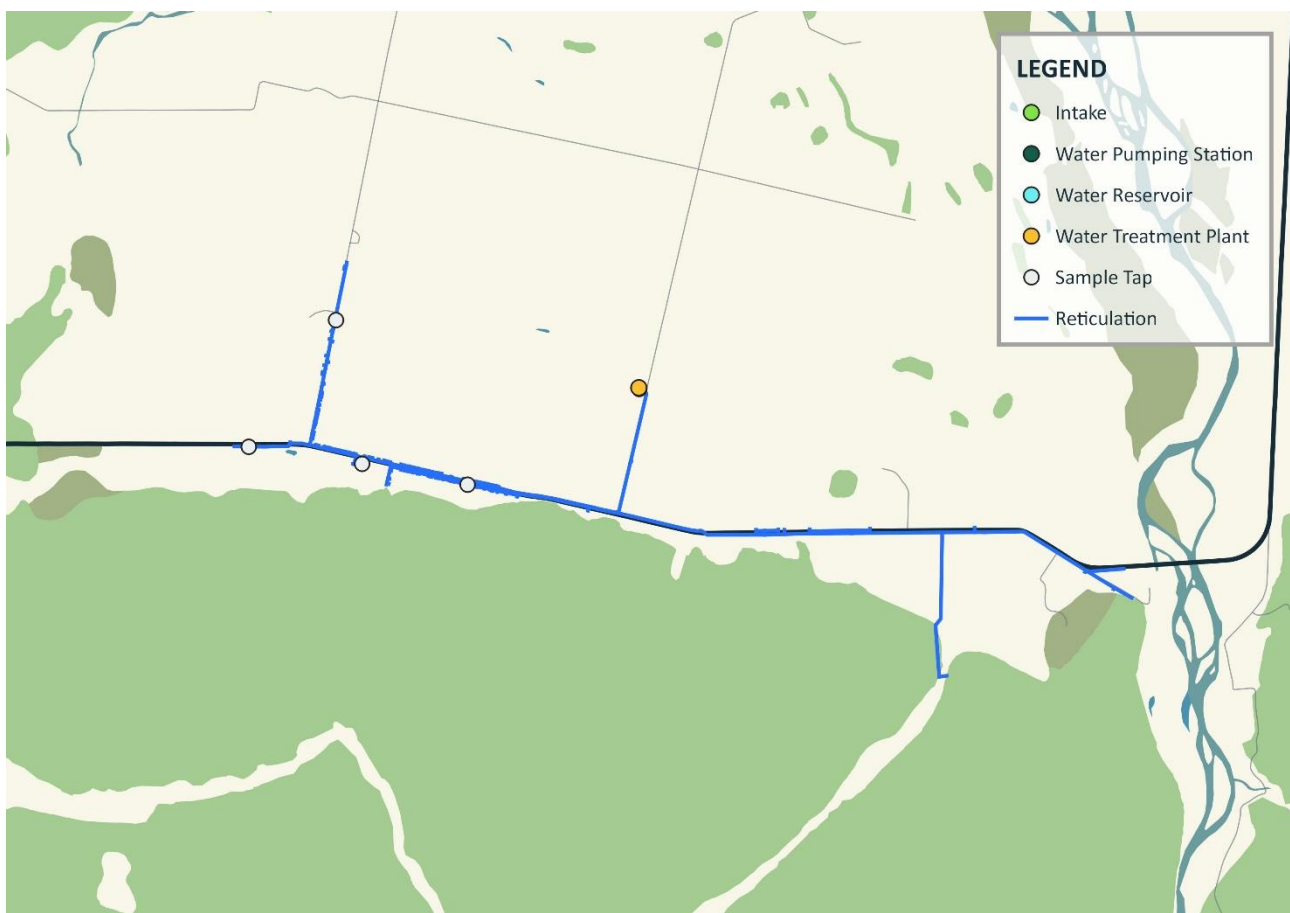 LEGEND
Intake
Water Pumping Station
Water Reservoir
Water Treatment Plant
Sample Tap
Reticulation